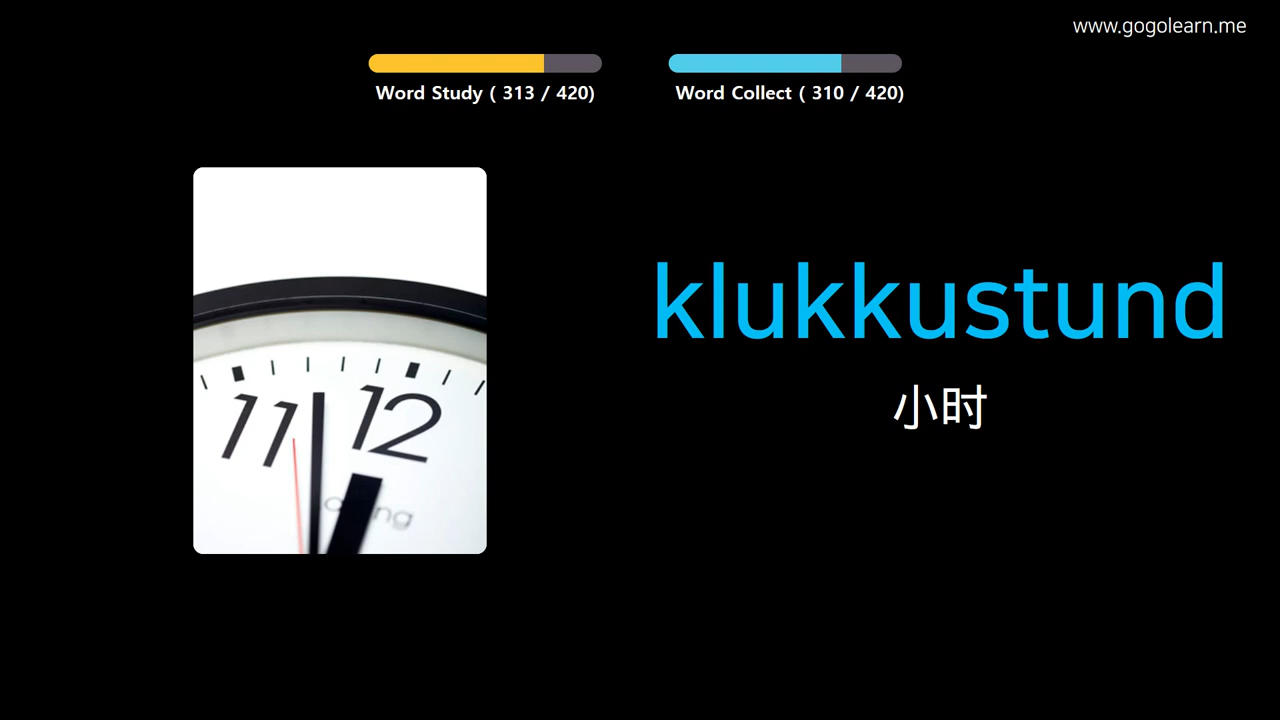 www.gogolearn.me
Word Study ( 313 / 420)
Word Collect ( 310 / 420)
klukkustund
小时
11
12